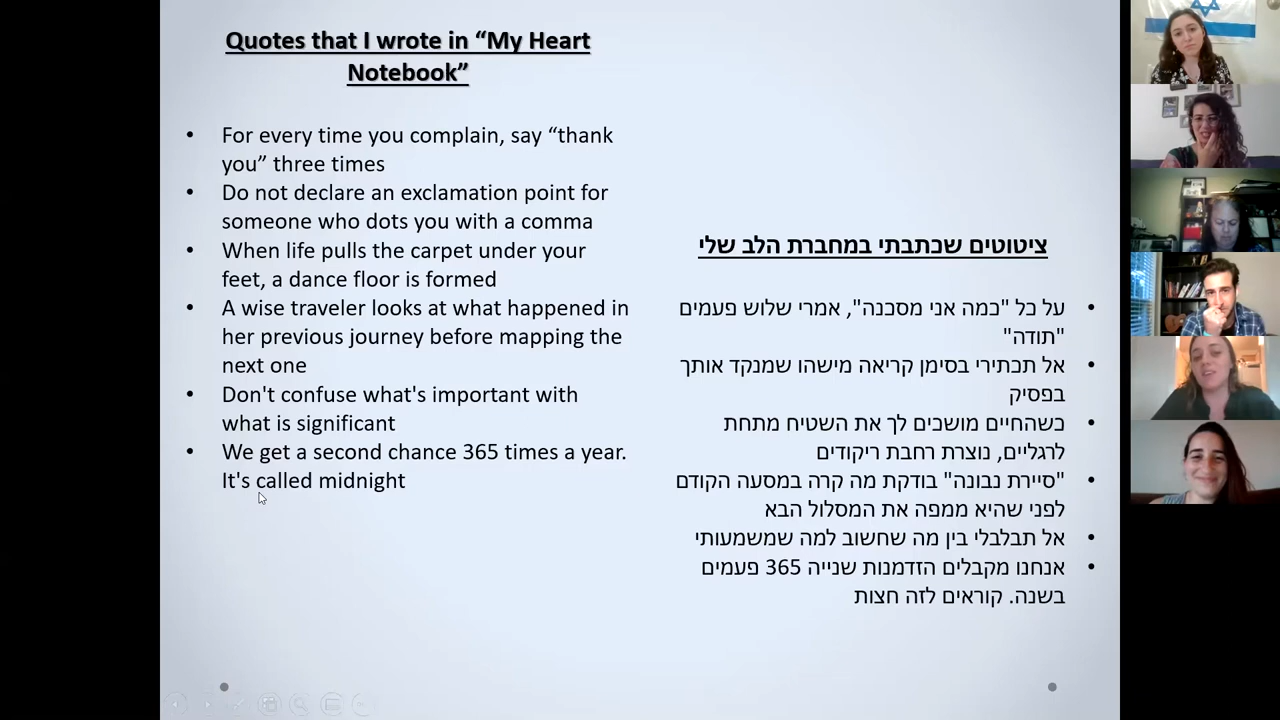 Quotes that I wrote in “My Heart
Notebook”
• For every time you complain, say “thank
you” three times
• Do not declare an exclamation point for
someone who dots you with a comma
• When life pulls the carpet under your
feet, a dance floor is formed
• A wise traveler looks at what happened in
her previous journey before mapping the
next one
• Don't confuse what's important with
what is significant
• We get a second chance 365 times a year.
It's called midnight
ציטוטים שכתבתי במחברת הלב שלי
• על כל "כמה אני מסכנה", אמרי שלוש פעמים
"תודה"
• אל תכתירי בסימן קריאה מישהו שמנקד אותך
בפסיק
• כשהחיים מושכים לך את השטיח מתחת
לרגליים, נוצרת רחבת ריקודים
• "סיירת נבונה" בודקת מה קרה במסעה הקודם
לפני שהיא ממפה את המסלול הבא
• אל תבלבלי בין מה שחשוב למה שמשמעותי
• אנחנו מקבלים הזדמנות שנייה 365 פעמים
בשנה. קוראים לזה חצות